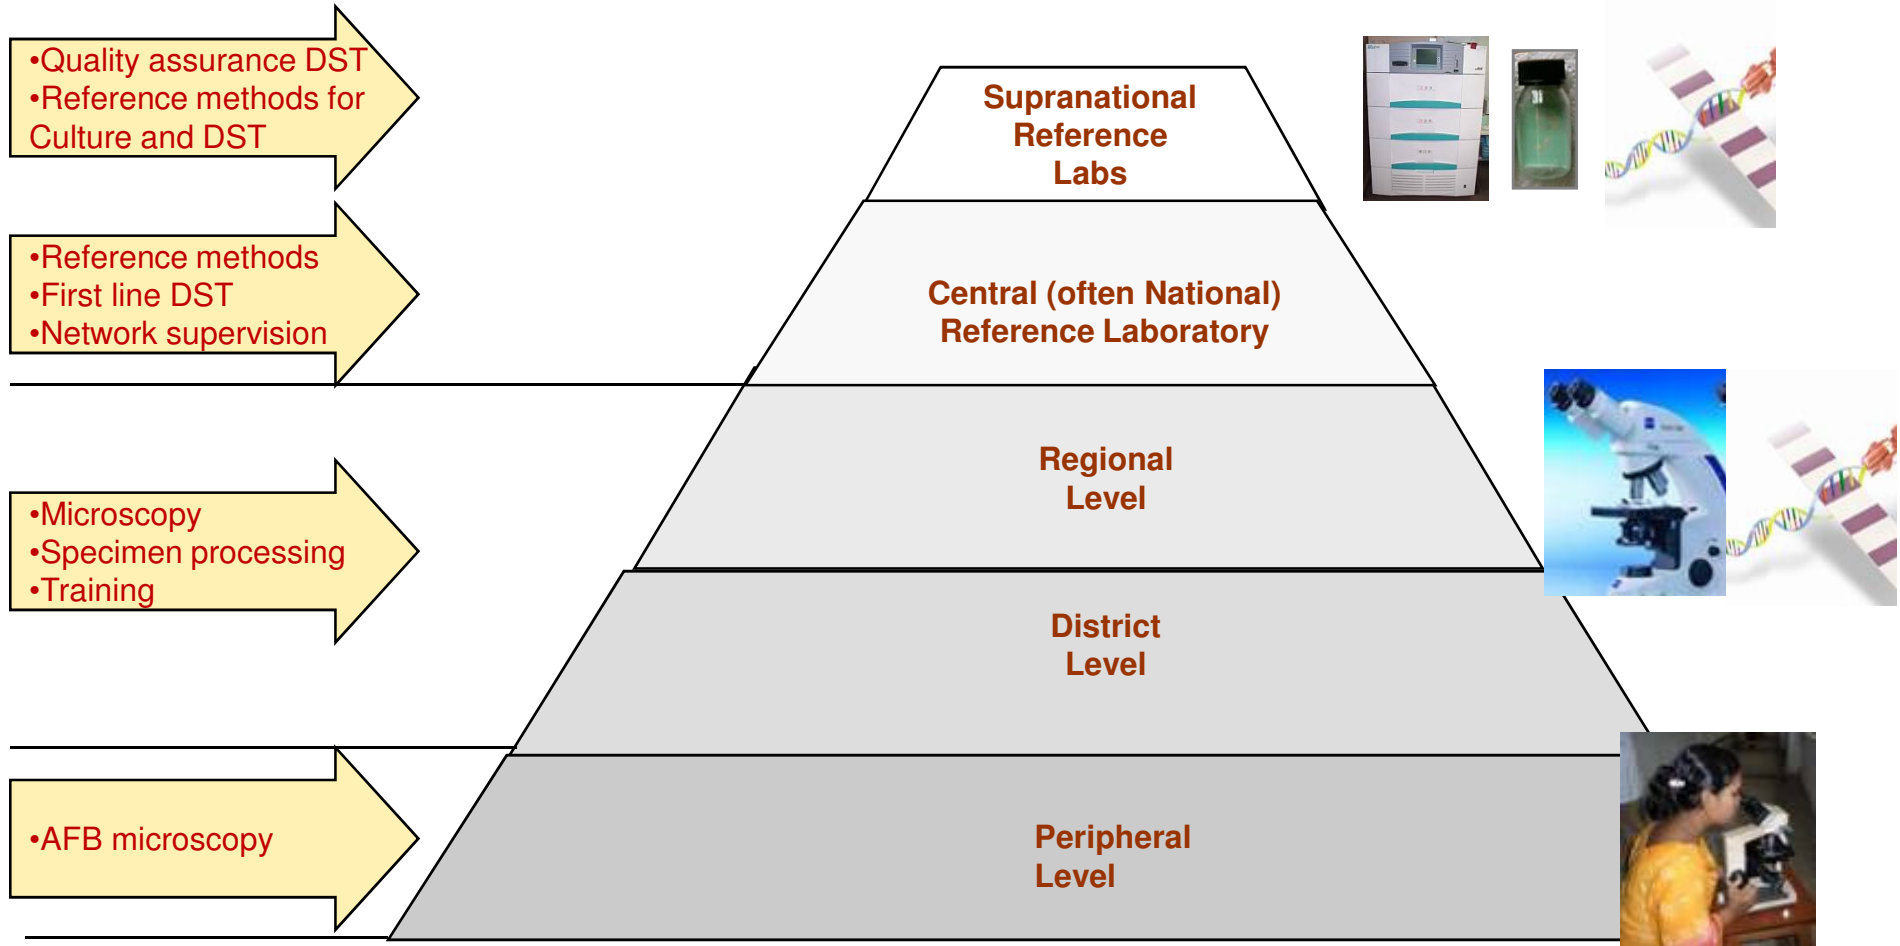 •Quality assurance DST
•Reference methods for
Culture and DST
Supranational
Reference
Labs
•Reference methods
•First line DST
•Network supervision
Central (often National)
Reference Laboratory
•Microscopy
•Specimen processing
•Training
Regional
Level
District
Level
•AFB microscopy
Peripheral
Level